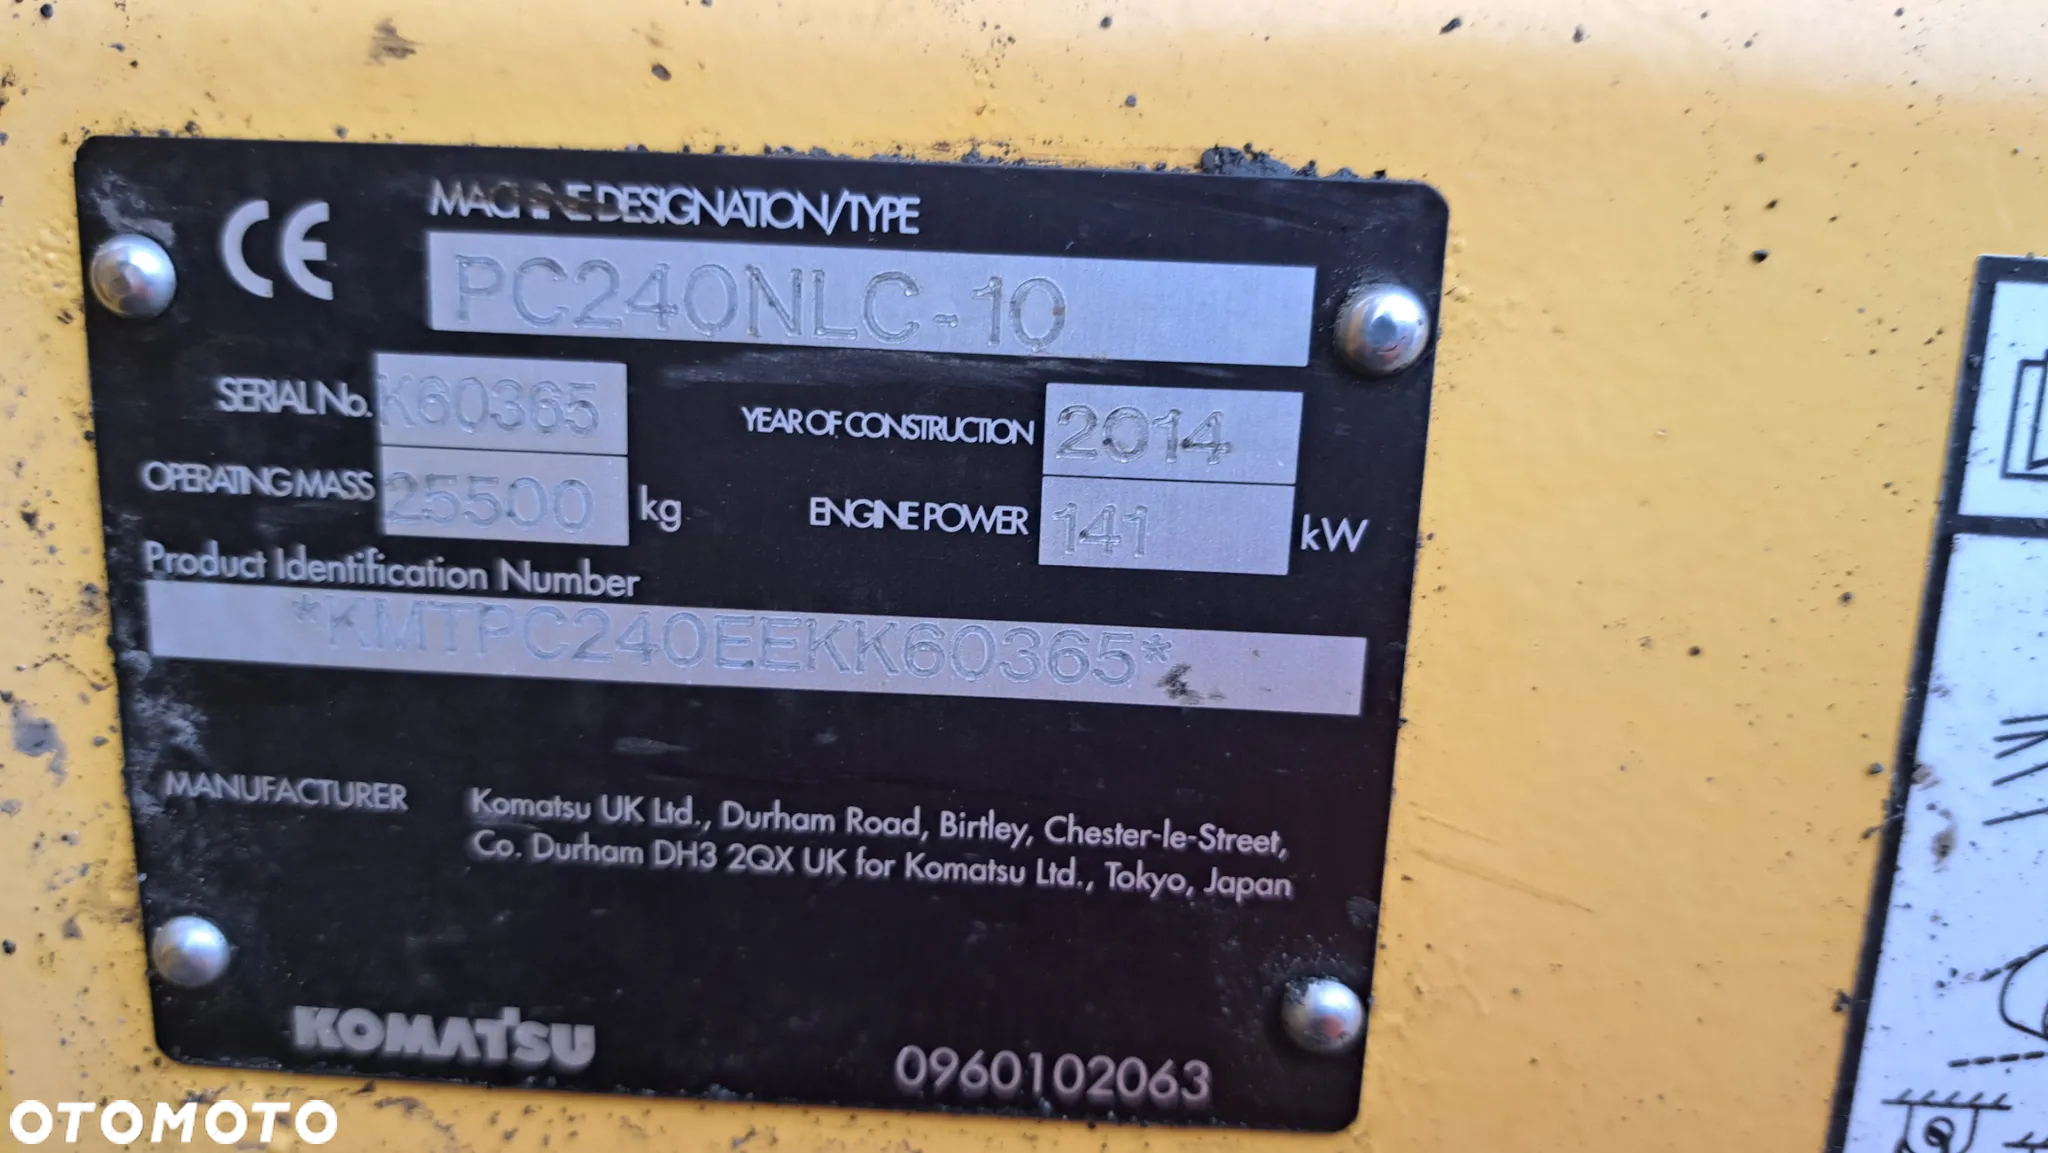 CE
MACHINE DESIGNATION/TYPE
PC240NLC-10
SERIAL No. K60365
YEAR OF CONSTRUCTION 2014
OPERATING MASS 25500 kg
ENGINE POWER 141 kW
Product Identification Number
*KMTPC240EEKK60365*
MANUFACTURER
Komatsu UK Ltd., Durham Road, Birtley, Chester-le-Street,
Co. Durham DH3 2QX UK for Komatsu Ltd., Tokyo, Japan
KOMATSU
0960102063
OTOMOTO